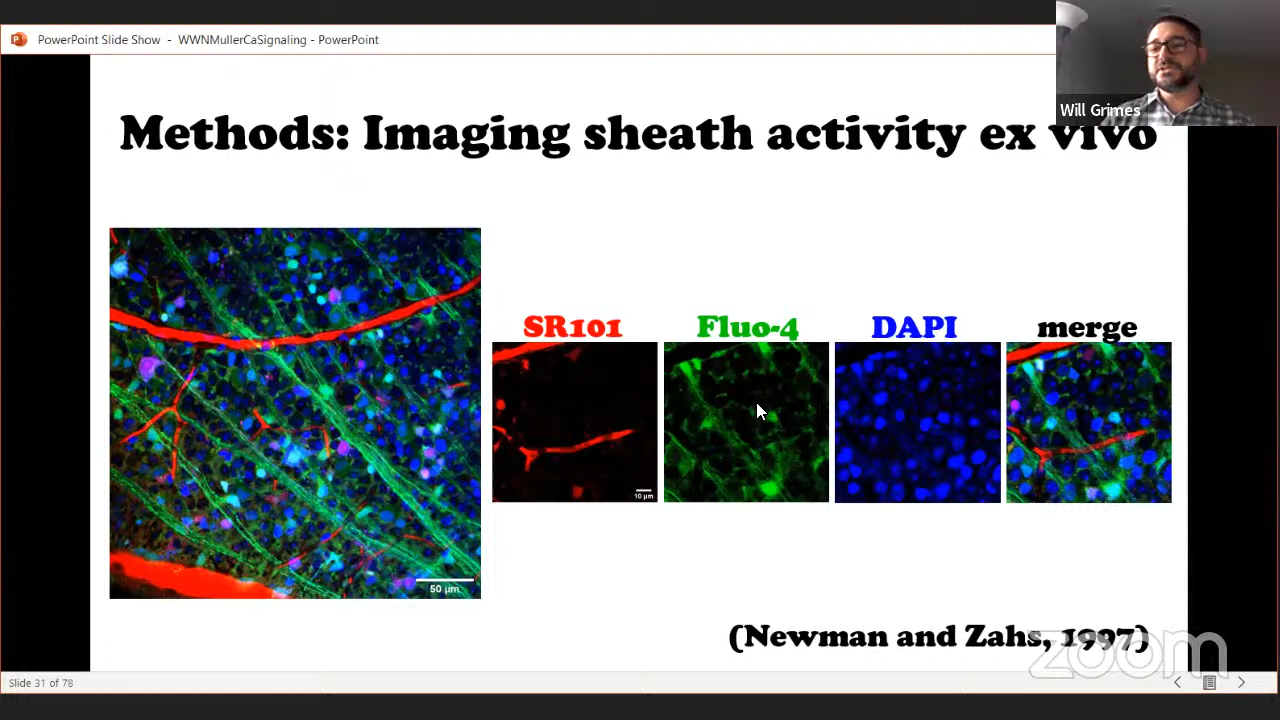 PowerPoint Slide Show - WWNMullerCaSignaling - PowerPoint
Will Grimes
Methods: Imaging sheath activity ex vivo
SR101 Fluo-4 DAPI merge
10 µm
50 µm
(Newman and Zahs, 1997)
zoom
Slide 31 of 78